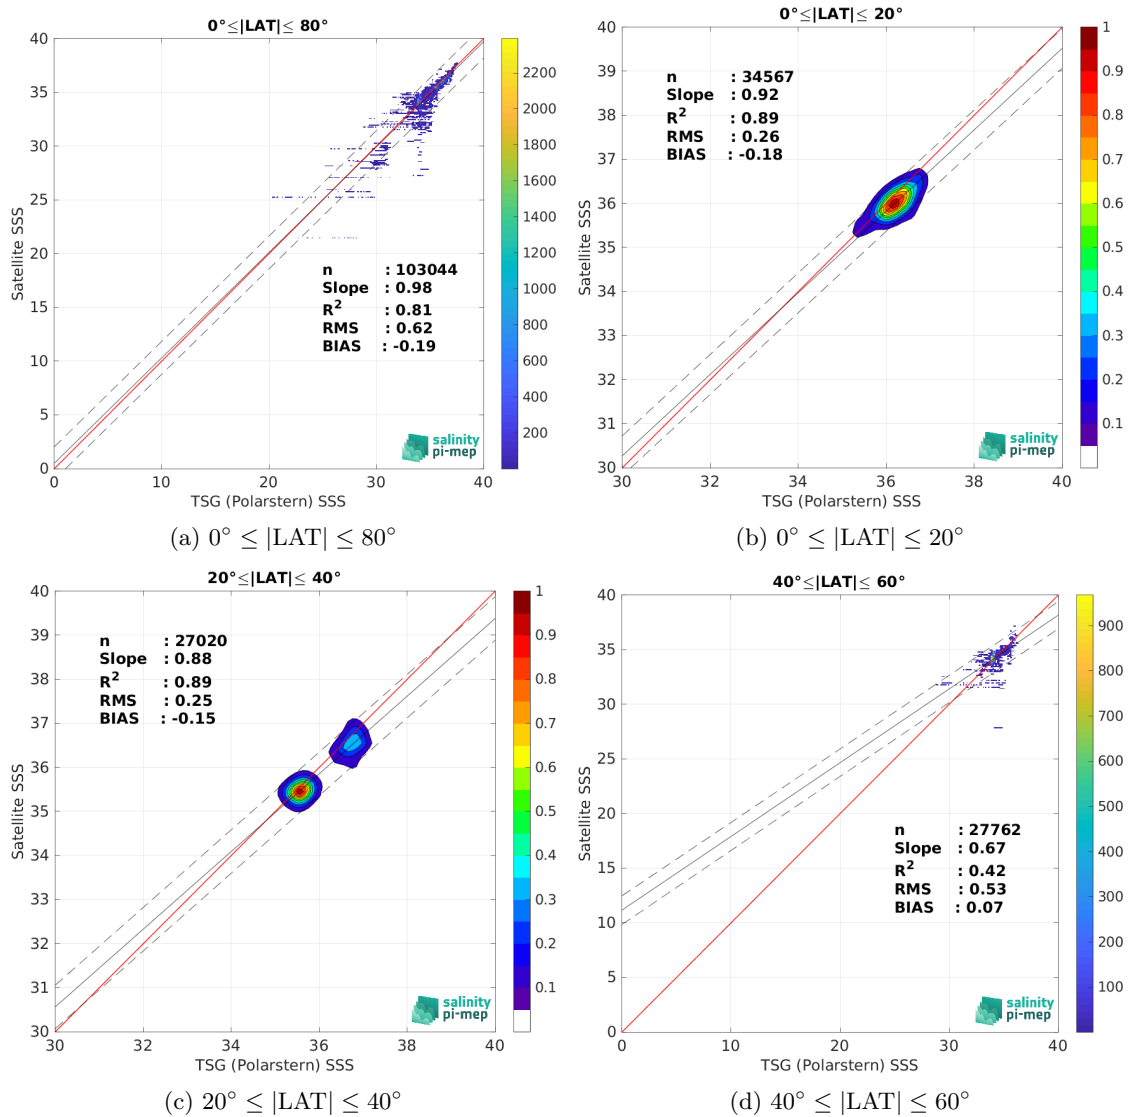 0°≤|LAT|≤ 80°
40
35
30
25
20
15
10
5
0
0
10
20
30
40
Satellite SSS
TSG (Polarstern) SSS
n : 103044
Slope : 0.98
R² : 0.81
RMS : 0.62
BIAS : -0.19
2200
2000
1800
1600
1400
1200
1000
800
600
400
200
salinity
pi-mep
(a) 0° ≤ |LAT| ≤ 80°
0°≤|LAT|≤ 20°
40
39
38
37
36
35
34
33
32
31
30
30
32
34
36
38
40
Satellite SSS
TSG (Polarstern) SSS
n : 34567
Slope : 0.92
R² : 0.89
RMS : 0.26
BIAS : -0.18
1
0.9
0.8
0.7
0.6
0.5
0.4
0.3
0.2
0.1
salinity
pi-mep
(b) 0° ≤ |LAT| ≤ 20°
20°≤|LAT|≤ 40°
40
39
38
37
36
35
34
33
32
31
30
30
32
34
36
38
40
Satellite SSS
TSG (Polarstern) SSS
n : 27020
Slope : 0.88
R² : 0.89
RMS : 0.25
BIAS : -0.15
1
0.9
0.8
0.7
0.6
0.5
0.4
0.3
0.2
0.1
salinity
pi-mep
(c) 20° ≤ |LAT| ≤ 40°
40°≤|LAT|≤ 60°
40
35
30
25
20
15
10
5
0
0
10
20
30
40
Satellite SSS
TSG (Polarstern) SSS
n : 27762
Slope : 0.67
R² : 0.42
RMS : 0.53
BIAS : 0.07
900
800
700
600
500
400
300
200
100
0
salinity
pi-mep
(d) 40° ≤ |LAT| ≤ 60°